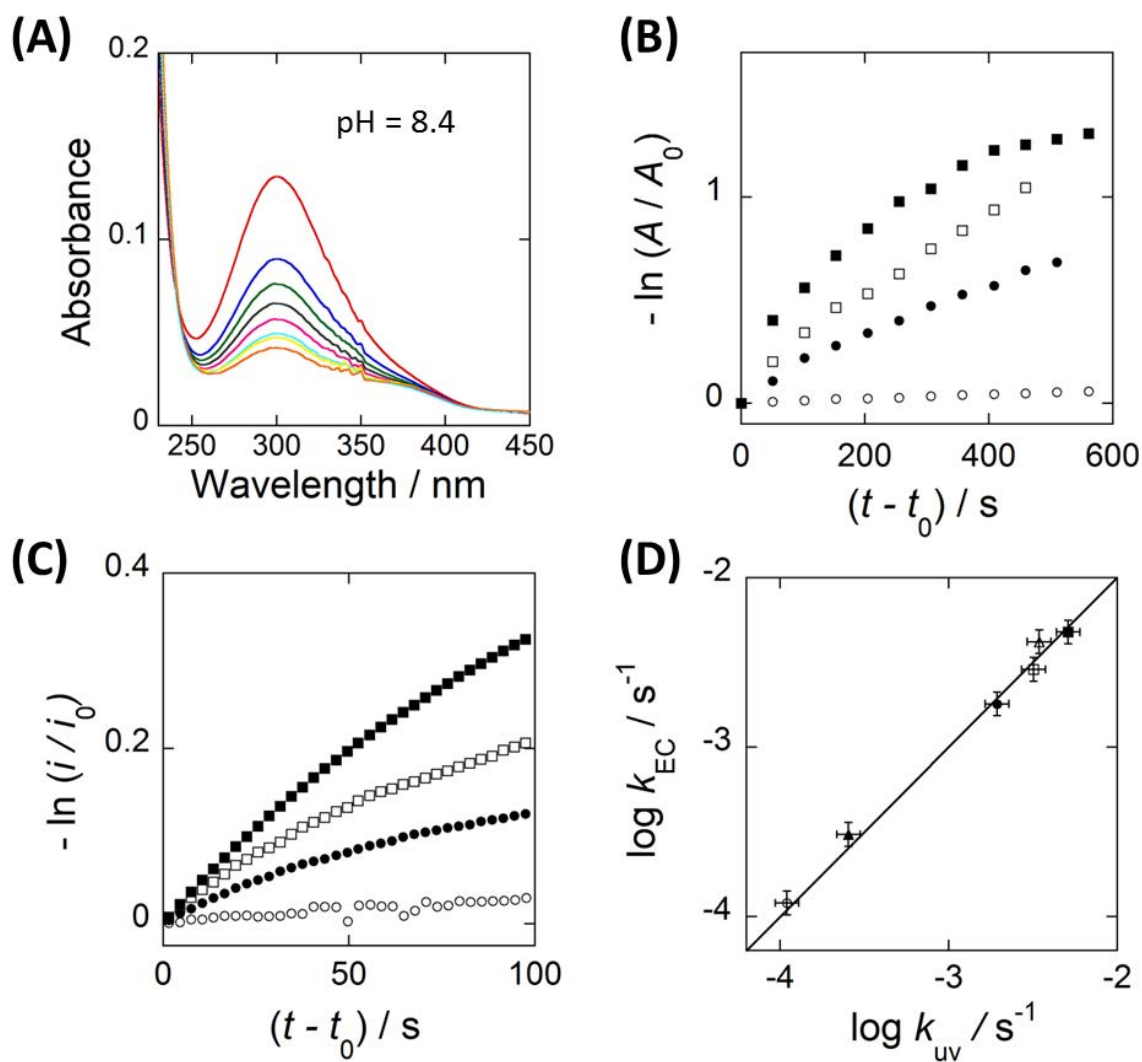 (A)
0.2
0.1
0
Absorbance
pH = 8.4
250 300 350 400 450
Wavelength / nm
(B)
1
0
- ln (A / A0)
0 200 400 600
(t - t0) / s
(C)
0.4
0.2
0
- ln (i / i0)
0 50 100
(t - t0) / s
(D)
-2
-3
-4
log kEC / s-1
-4 -3 -2
log kuv / s-1